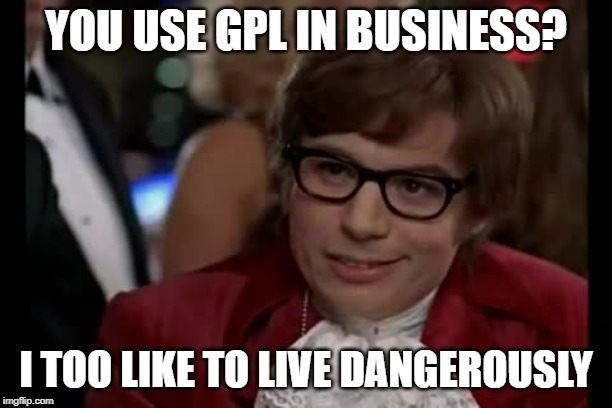 YOU USE GPL IN BUSINESS?
I TOO LIKE TO LIVE DANGEROUSLY
imgflip.com